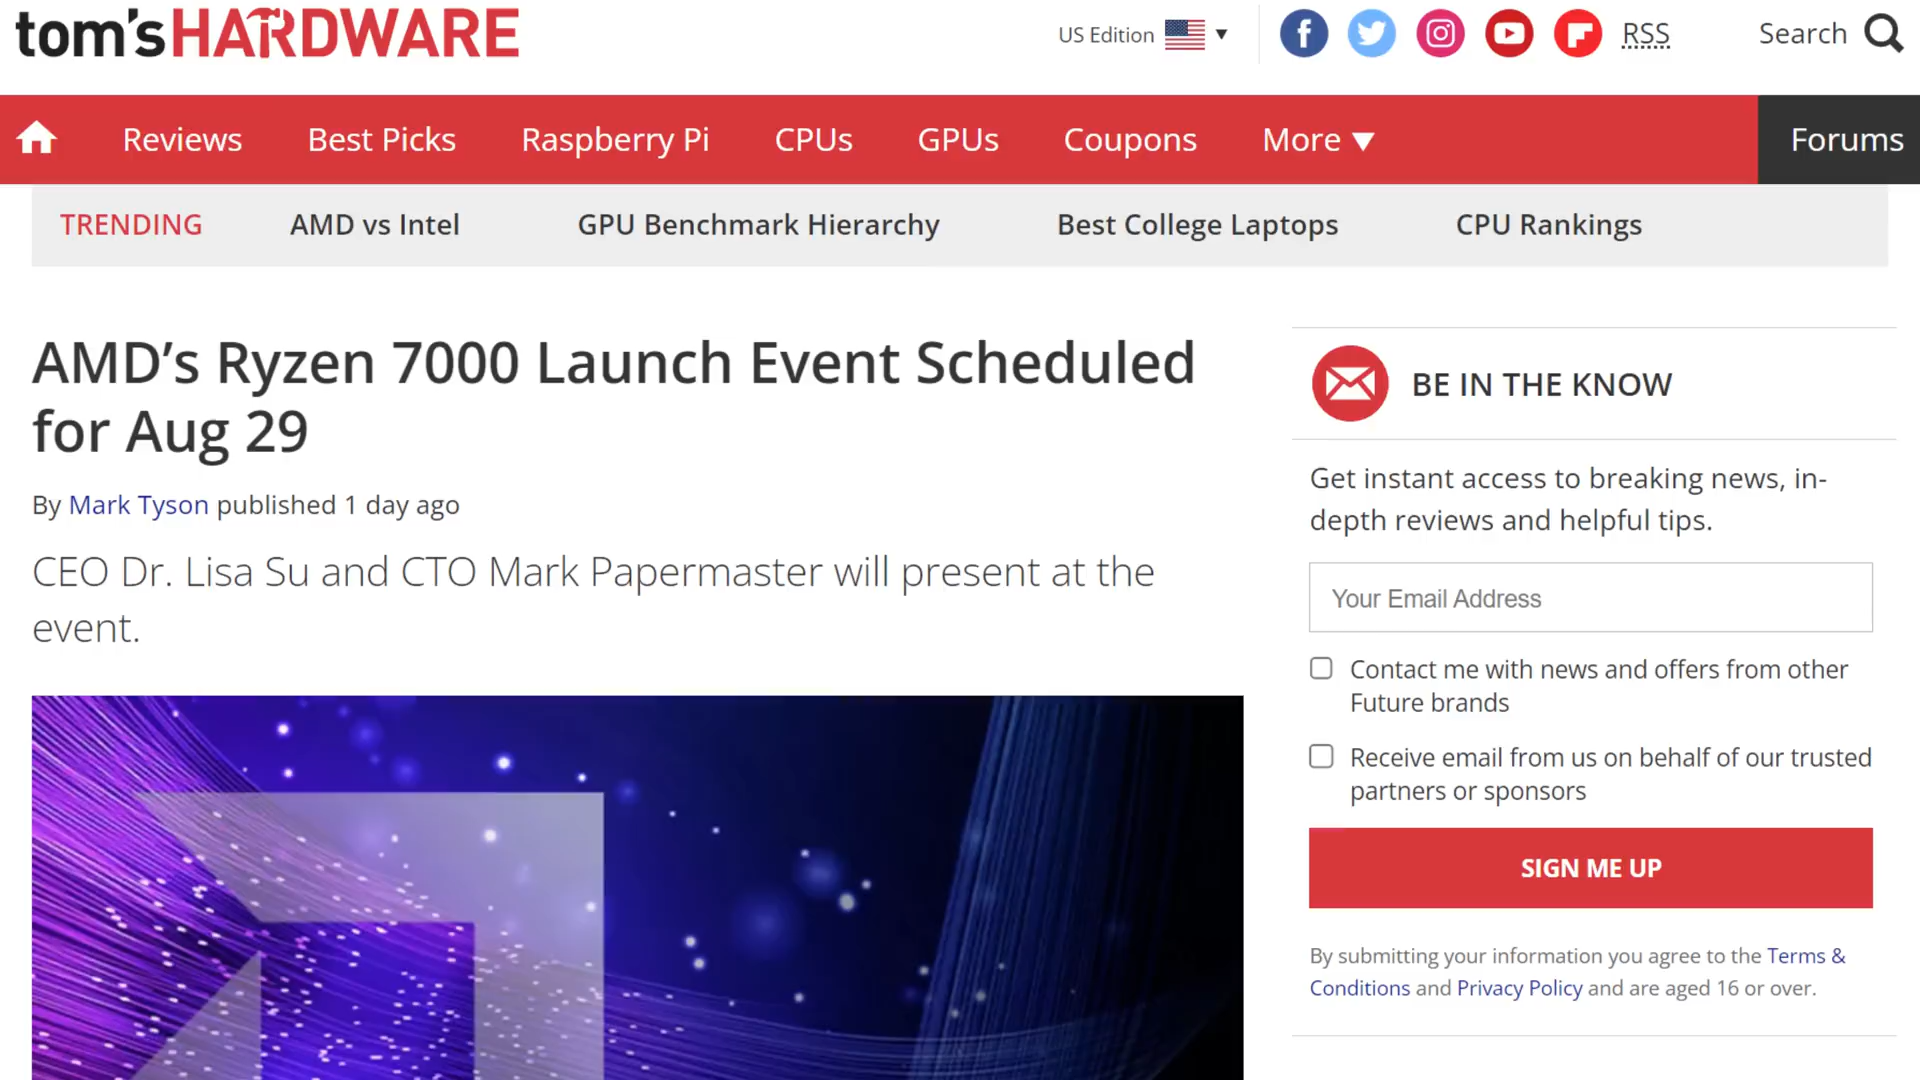 tom'sHARDWARE
US Edition ▼
RSS
Search
Reviews
Best Picks
Raspberry Pi
CPUs
GPUs
Coupons
More ▼
Forums
TRENDING
AMD vs Intel
GPU Benchmark Hierarchy
Best College Laptops
CPU Rankings
AMD’s Ryzen 7000 Launch Event Scheduled
for Aug 29
By Mark Tyson published 1 day ago
CEO Dr. Lisa Su and CTO Mark Papermaster will present at the
event.
BE IN THE KNOW
Get instant access to breaking news, in-
depth reviews and helpful tips.
Your Email Address
Contact me with news and offers from other
Future brands
Receive email from us on behalf of our trusted
partners or sponsors
SIGN ME UP
By submitting your information you agree to the Terms &
Conditions and Privacy Policy and are aged 16 or over.